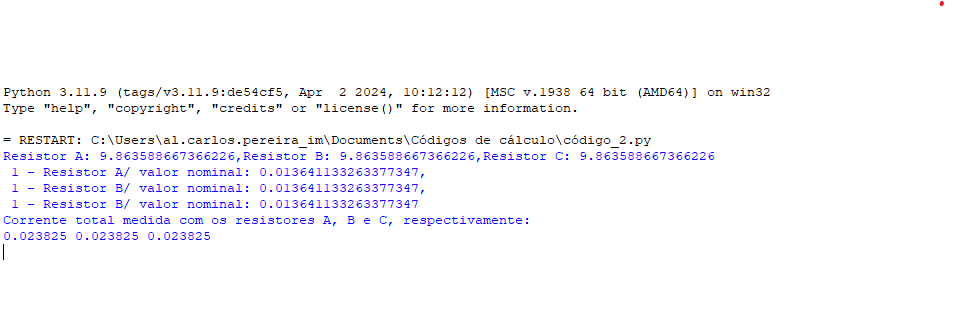 Python 3.11.9 (tags/v3.11.9:de54cf5, Apr  2 2024, 10:12:12) [MSC v.1938 64 bit (AMD64)] on win32
Type "help", "copyright", "credits" or "license()" for more information.
= RESTART: C:\Users\al.carlos.pereira_im\Documents\Códigos de cálculo\código_2.py
Resistor A: 9.863588667366226,Resistor B: 9.863588667366226,Resistor C: 9.863588667366226
 1 - Resistor A/ valor nominal: 0.013641133263377347,
 1 - Resistor B/ valor nominal: 0.013641133263377347,
 1 - Resistor B/ valor nominal: 0.013641133263377347
Corrente total medida com os resistores A, B e C, respectivamente:
0.023825 0.023825 0.023825